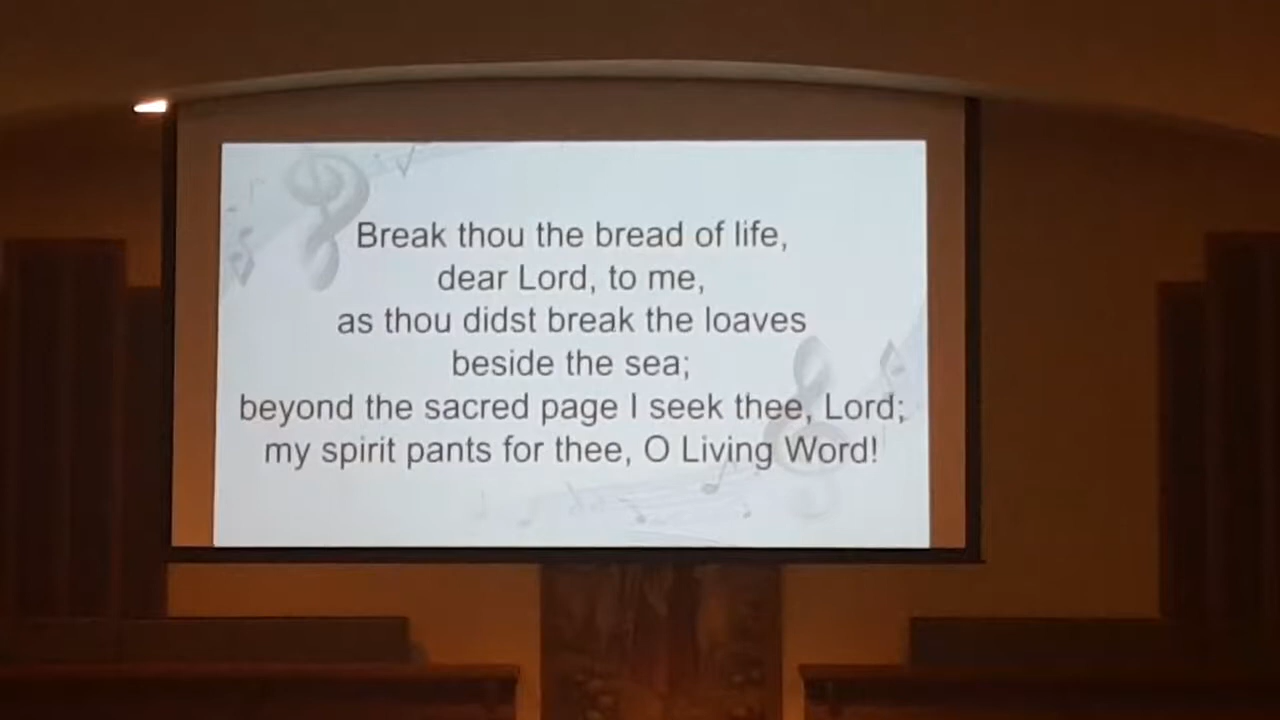 Break thou the bread of life,
dear Lord, to me,
as thou didst break the loaves
beside the sea;
beyond the sacred page I seek thee, Lord;
my spirit pants for thee, O Living Word!